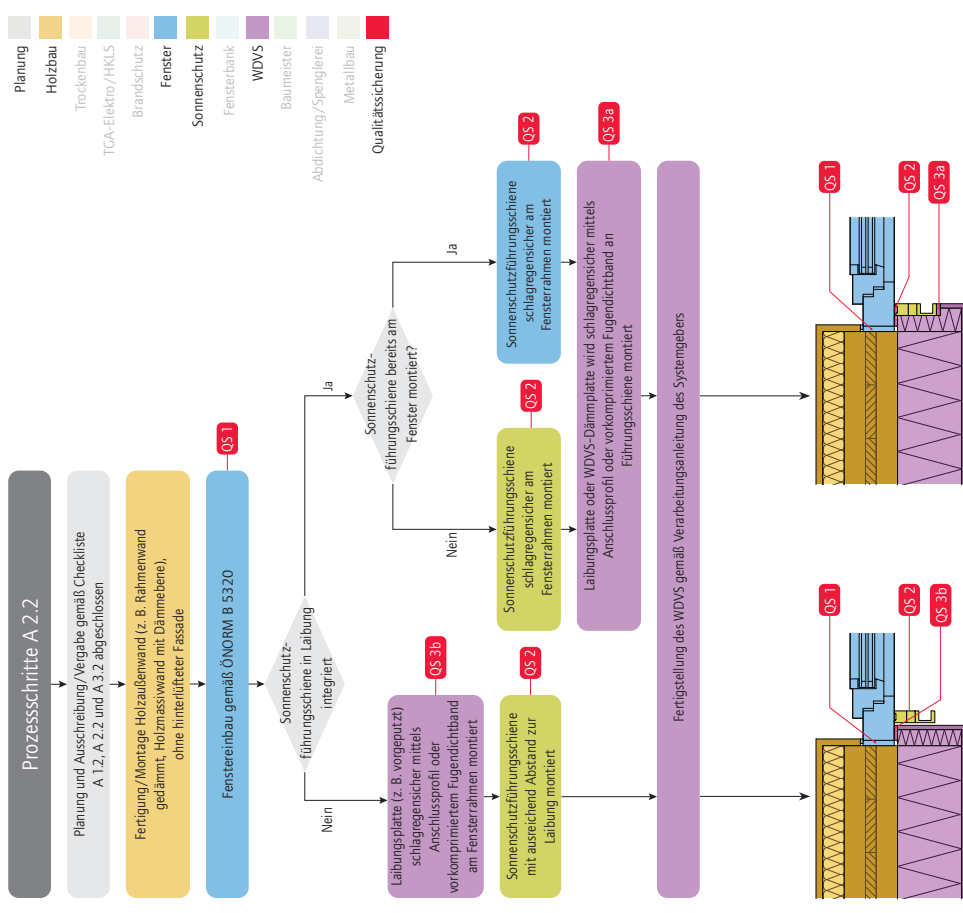 Prozessschritte A 2.2
Planung und Ausschreibung/Vergabe gemäß Checkliste
A 1.2, A 2.2 und A 3.2 abgeschlossen
Fertigung/Montage Holzaußenwand (z. B. Rahmenwand
gedämmt, Holzmassivwand mit Dämmebene),
ohne hinterlüfteter Fassade
Fenstereinbau gemäß ÖNORM B 5320
QS 1
Sonnenschutz-
führungsschiene in Laibung
integriert
Nein
Ja
Sonnenschutz-
führungsschiene bereits am
Fenster montiert?
Nein
Ja
Laibungsplatte (z. B. vorgeputzt)
schlagregensicher mittels
Anschlussprofil oder
vorkomprimiertem Fugendichtband
am Fensterrahmen montiert
QS 3b
Sonnenschutzführungsschiene
mit ausreichend Abstand zur
Laibung montiert
QS 2
Sonnenschutzführungsschiene
schlagregensicher am
Fensterrahmen montiert
QS 2
Sonnenschutzführungsschiene
schlagregensicher am
Fensterrahmen montiert
QS 2
Laibungsplatte oder WDVS-Dämmplatte wird schlagregensicher mittels
Anschlussprofil oder vorkomprimiertem Fugendichtband an
Führungsschiene montiert
QS 3a
Fertigstellung des WDVS gemäß Verarbeitungsanleitung des Systemgebers
QS 1
QS 2
QS 3b
QS 1
QS 2
QS 3a
Planung
Holzbau
Trockenbau
TGA-Elektro/HKLS
Brandschutz
Fenster
Sonnenschutz
Fensterbank
WDVS
Baumeister
Abdichtung/Spenglerei
Metallbau
Qualitätssicherung